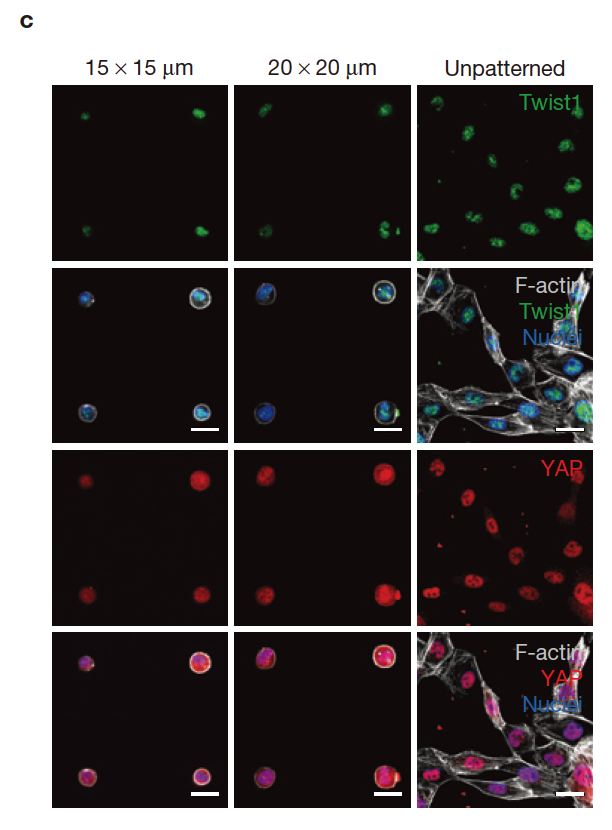 c
15 × 15 μm
20 × 20 μm
Unpatterned
Twist1
F-actin
Twist1
Nuclei
YAP
F-actin
YAP
Nuclei